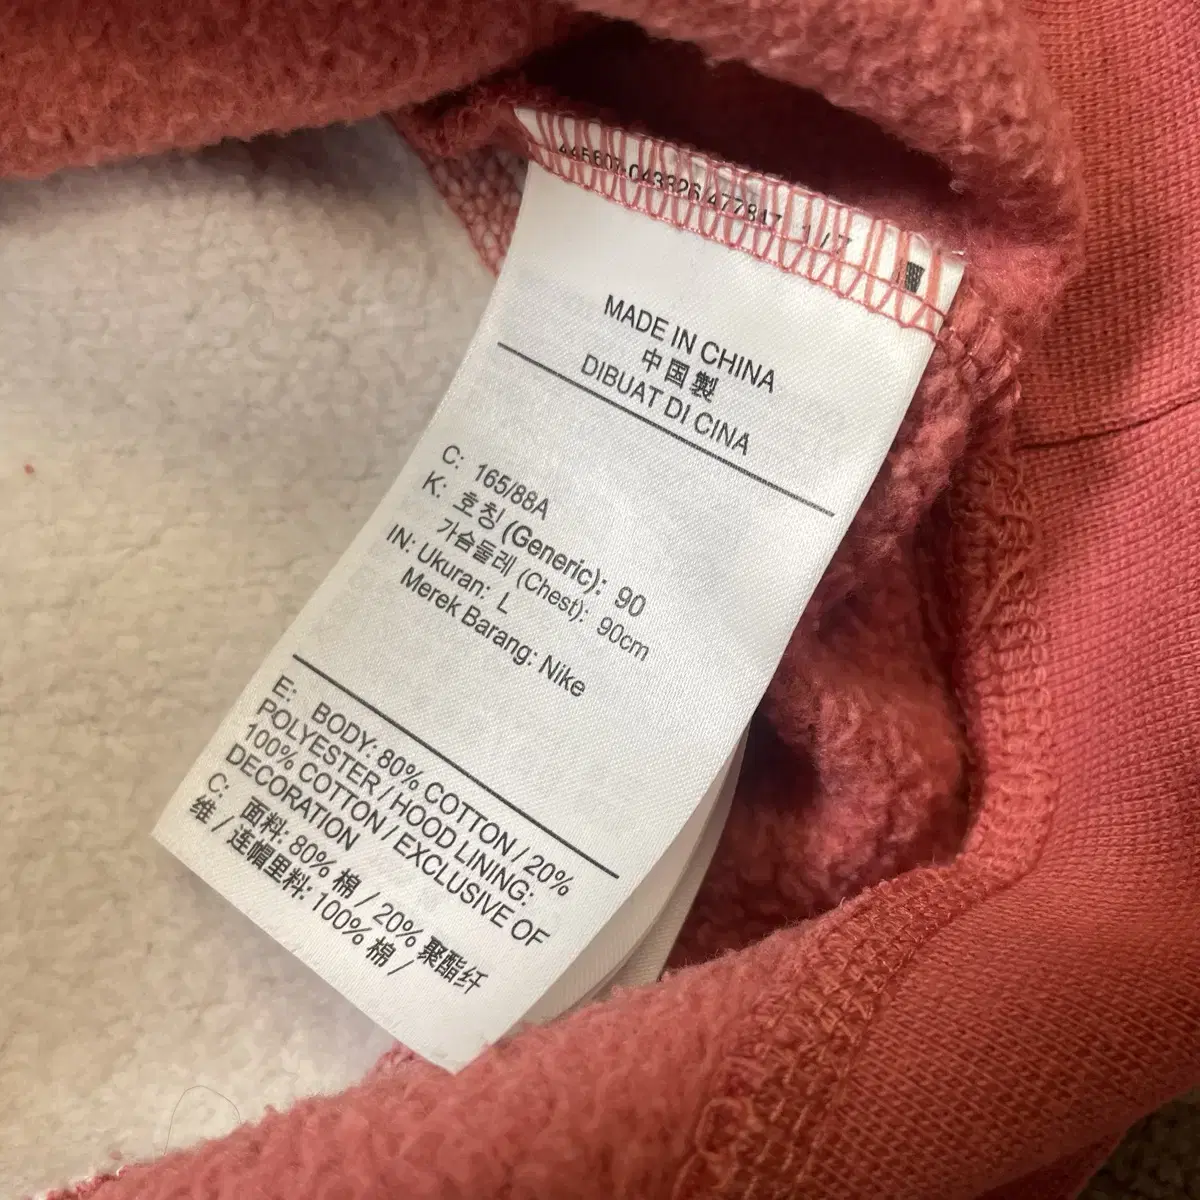 MADE IN CHINA
中国製
DIBUAT DI CINA
C: 165/88A
K: 호칭 (Generic): 90
가슴둘레 (Chest): 90cm
IN: Ukuran: L
Merek Barang: Nike
E: BODY: 80% COTTON / 20%
POLYESTER / HOOD LINING:
100% COTTON / EXCLUSIVE OF
DECORATION
C: 面料: 80% 棉 / 20% 聚酯纤
维 / 连帽里料: 100% 棉 /